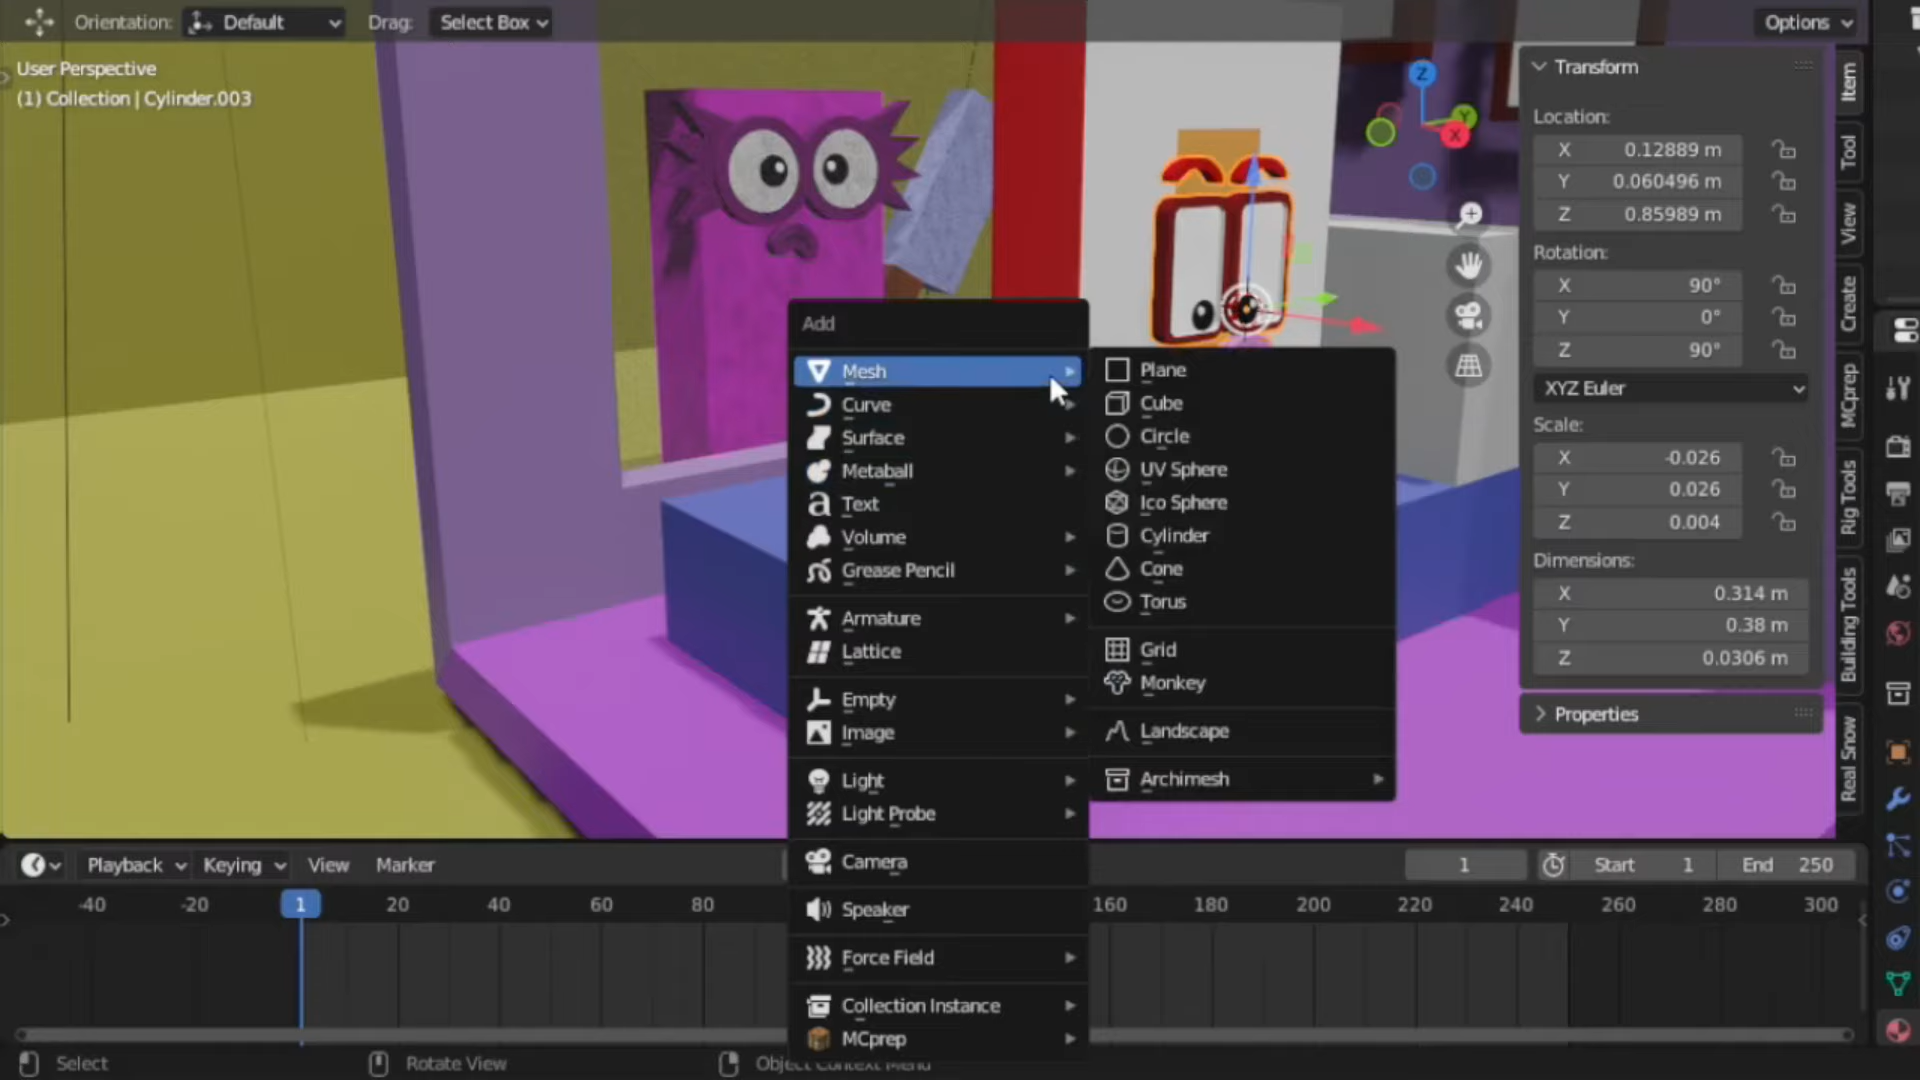 Orientation: Default Drag: Select Box Options
User Perspective
(1) Collection | Cylinder.003
Z
Y
X
Add
Mesh
Curve
Surface
Metaball
Text
Volume
Grease Pencil
Armature
Lattice
Empty
Image
Light
Light Probe
Camera
Speaker
Force Field
Collection Instance
MCprep
Plane
Cube
Circle
UV Sphere
Ico Sphere
Cylinder
Cone
Torus
Grid
Monkey
Landscape
Archimesh
Transform
Location:
X 0.12889 m
Y 0.060496 m
Z 0.85989 m
Rotation:
X 90°
Y 0°
Z 90°
XYZ Euler
Scale:
X -0.026
Y 0.026
Z 0.004
Dimensions:
X 0.314 m
Y 0.38 m
Z 0.0306 m
Properties
Item
Tool
View
Create
MCprep
Rig Tools
Building Tools
Real Snow
Playback Keying View Marker 1 Start 1 End 250
-40 -20 1 20 40 60 80 160 180 200 220 240 260 280 300
Select Rotate View Object Context Menu